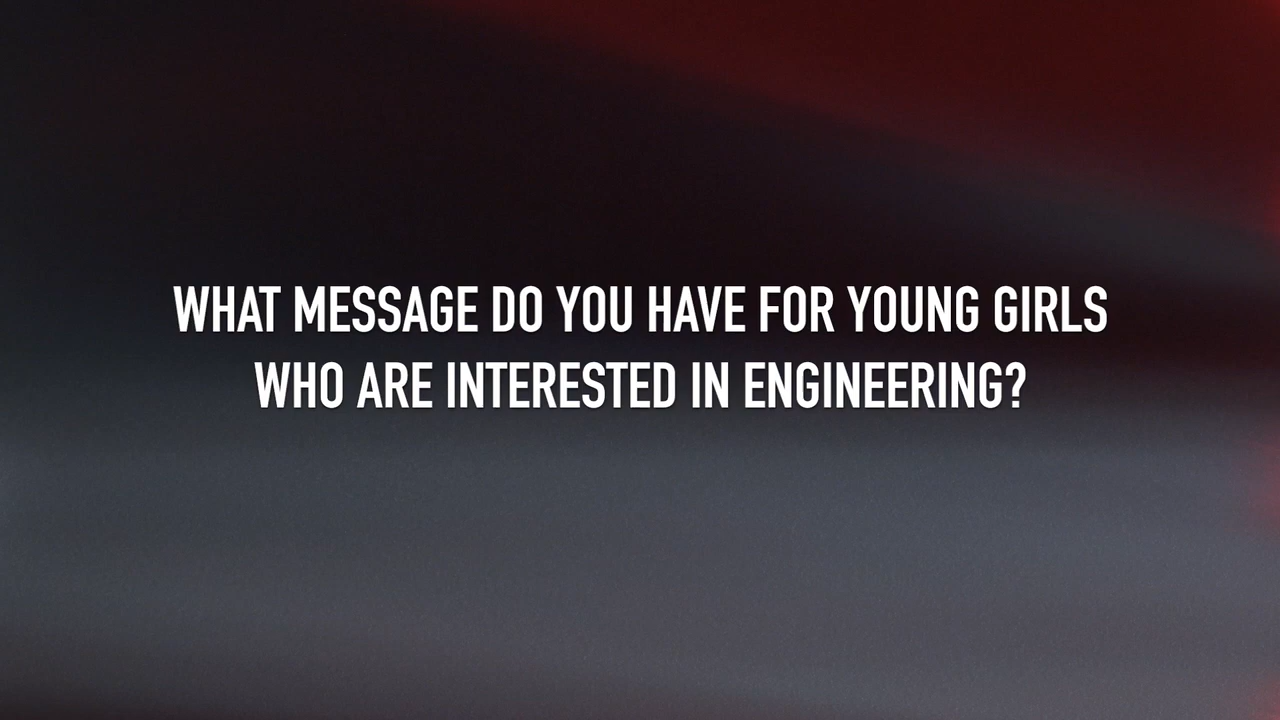 WHAT MESSAGE DO YOU HAVE FOR YOUNG GIRLS
WHO ARE INTERESTED IN ENGINEERING?